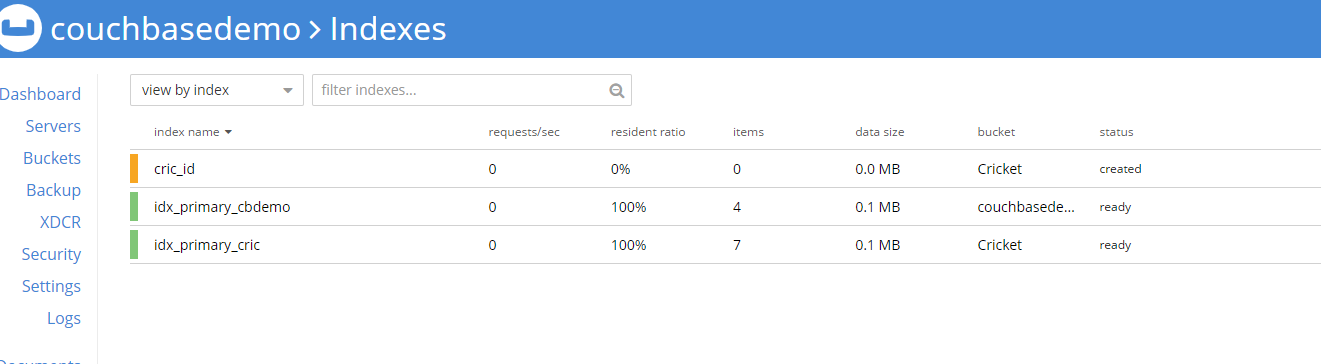 couchbasedemo > Indexes
view by index
filter indexes...
Dashboard
Servers
Buckets
Backup
XDCR
Security
Settings
Logs
index name requests/sec resident ratio items data size bucket status
cric_id 0 0% 0 0.0 MB Cricket created
idx_primary_cbdemo 0 100% 4 0.1 MB couchbasede... ready
idx_primary_cric 0 100% 7 0.1 MB Cricket ready